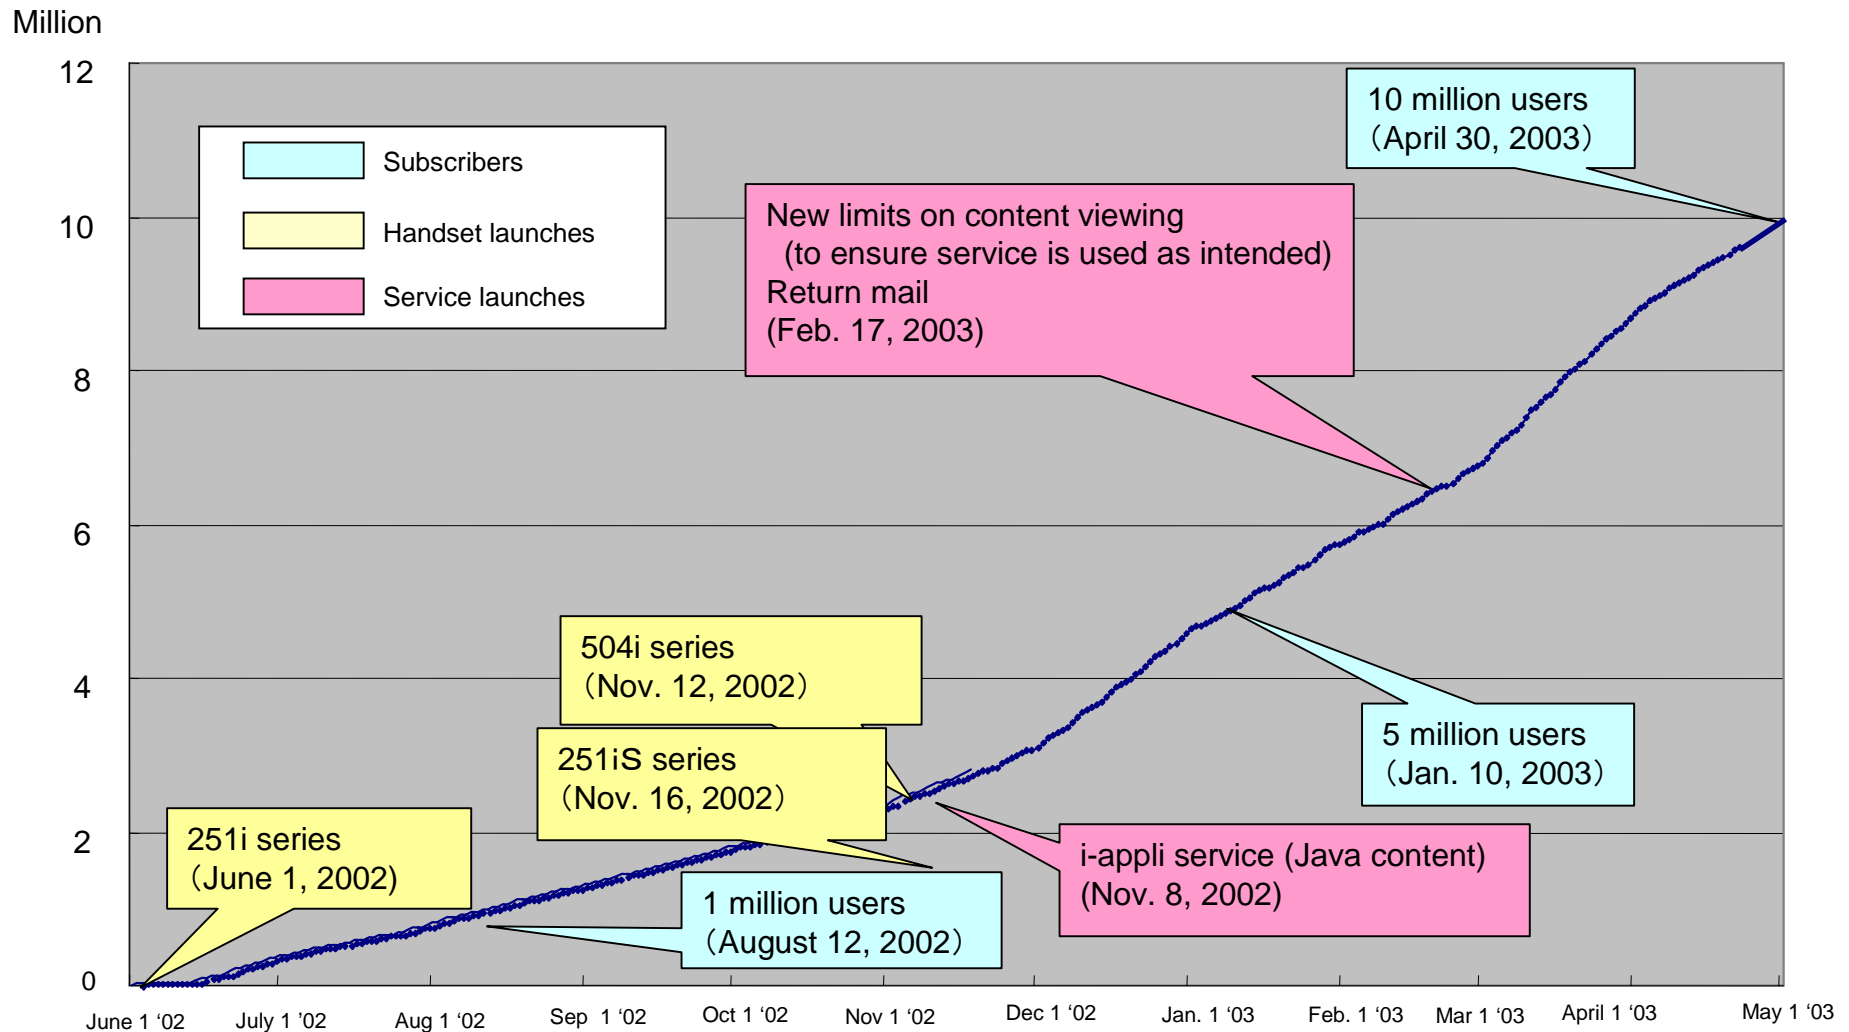 Million
12
10
8
6
4
2
0
Subscribers
Handset launches
Service launches
10 million users
（April 30, 2003）
New limits on content viewing
(to ensure service is used as intended)
Return mail
(Feb. 17, 2003)
504i series
（Nov. 12, 2002）
251iS series
（Nov. 16, 2002）
5 million users
（Jan. 10, 2003）
251i series
（June 1, 2002)
i-appli service (Java content)
(Nov. 8, 2002)
1 million users
（August 12, 2002）
June 1 ‘02 July 1 ’02 Aug 1 ‘02 Sep 1 ‘02 Oct 1 ‘02 Nov 1 ‘02 Dec 1 ‘02 Jan. 1 ‘03 Feb. 1 ‘03 Mar 1 ‘03 April 1 ‘03 May 1 ‘03